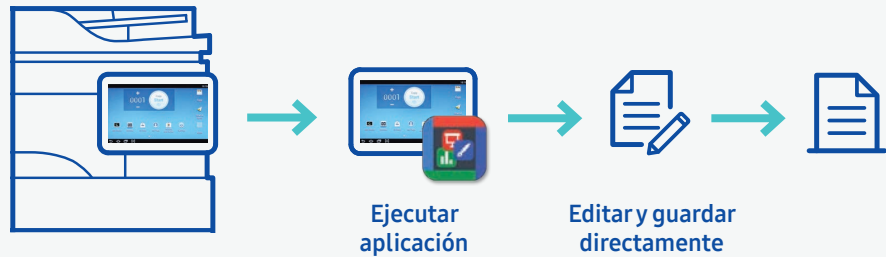 Ejecutar
aplicación
Editar y guardar
directamente